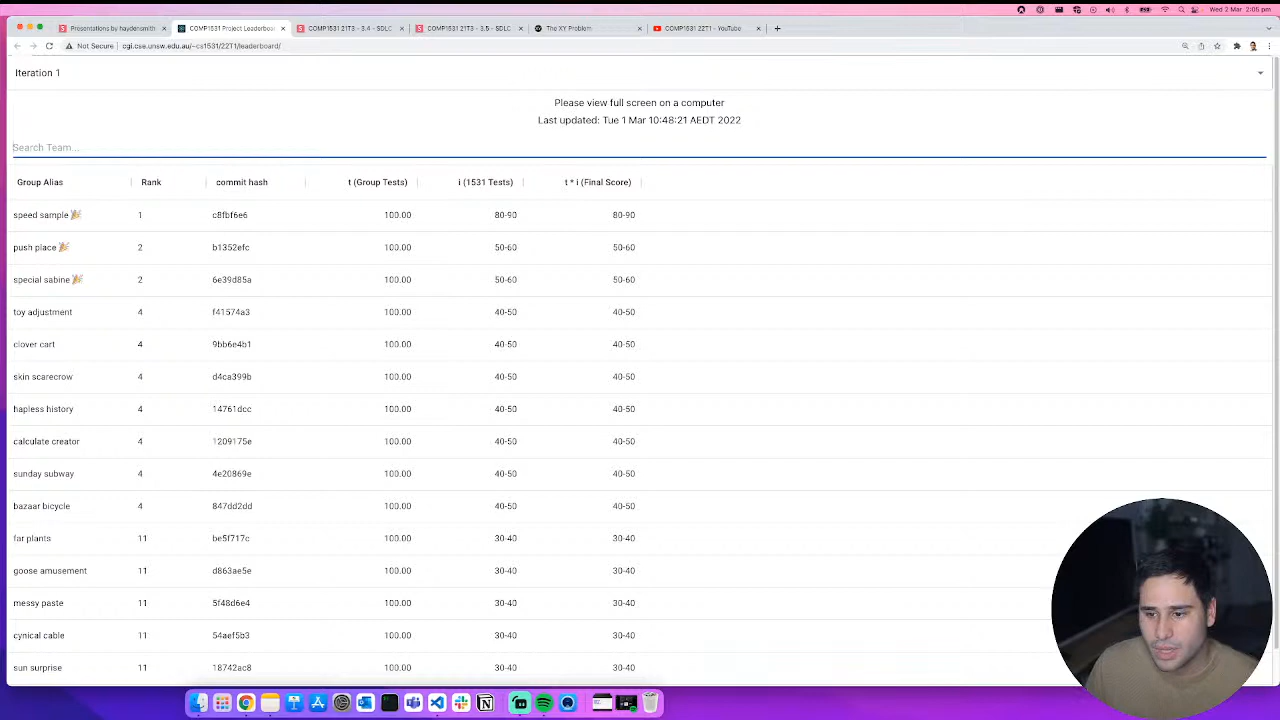 Wed 2 Mar 2:05 pm
Presentations by haydensmith
COMP1531 Project Leaderboa
COMP1531 21T3 - 3.4 - SDLC
COMP1531 21T3 - 3.5 - SDLC
The XY Problem
COMP1531 22T1 - YouTube
Not Secure
cgi.cse.unsw.edu.au/~cs1531/22T1/leaderboard/
Iteration 1
Please view full screen on a computer
Last updated: Tue 1 Mar 10:48:21 AEDT 2022
Search Team...
Group Alias Rank commit hash t (Group Tests) i (1531 Tests) t * i (Final Score)
speed sample 🎉 1 c8fbf6e6 100.00 80-90 80-90
push place 🎉 2 b1352efc 100.00 50-60 50-60
special sabine 🎉 2 6e39d85a 100.00 50-60 50-60
toy adjustment 4 f41574a3 100.00 40-50 40-50
clover cart 4 9bb6e4b1 100.00 40-50 40-50
skin scarecrow 4 d4ca399b 100.00 40-50 40-50
hapless history 4 14761dcc 100.00 40-50 40-50
calculate creator 4 1209175e 100.00 40-50 40-50
sunday subway 4 4e20869e 100.00 40-50 40-50
bazaar bicycle 4 847dd2dd 100.00 40-50 40-50
far plants 11 be5f717c 100.00 30-40 30-40
goose amusement 11 d863ae5e 100.00 30-40 30-40
messy paste 11 5f48d6e4 100.00 30-40 30-40
cynical cable 11 54aef5b3 100.00 30-40 30-40
sun surprise 11 18742ac8 100.00 30-40 30-40